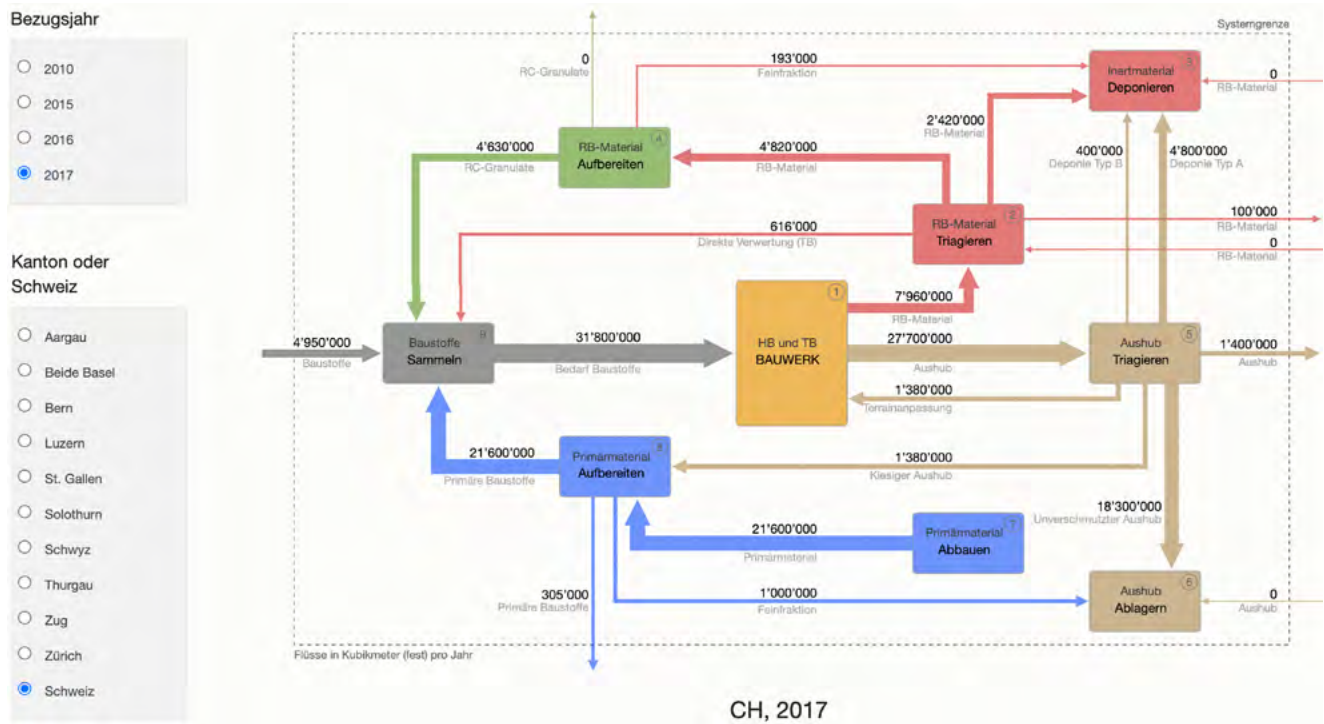 Bezugsjahr
2010
2015
2016
2017
Kanton oder
Schweiz
Aargau
Beide Basel
Bern
Luzern
St. Gallen
Solothurn
Schwyz
Thurgau
Zug
Zürich
Schweiz
Systemgrenze
0
RC-Granulate
193'000
Feinfraktion
3
Inertmaterial
Deponieren
0
RB-Material
2'420'000
RB-Material
4'630'000
RC-Granulate
4
RB-Material
Aufbereiten
4'820'000
RB-Material
400'000
Deponie Typ B
4'800'000
Deponie Typ A
616'000
Direkte Verwertung (TB)
2
RB-Material
Triagieren
100'000
RB-Material
0
RB-Material
7'960'000
RB-Material
4'950'000
Baustoffe
9
Baustoffe
Sammeln
31'800'000
Bedarf Baustoffe
1
HB und TB
BAUWERK
27'700'000
Aushub
5
Aushub
Triagieren
1'400'000
Aushub
1'380'000
Terrainanpassung
21'600'000
Primäre Baustoffe
8
Primärmaterial
Aufbereiten
1'380'000
Kiesiger Aushub
18'300'000
Unverschmutzter Aushub
21'600'000
Primärmaterial
7
Primärmaterial
Abbauen
305'000
Primäre Baustoffe
1'000'000
Feinfraktion
6
Aushub
Ablagern
0
Aushub
Flüsse in Kubikmeter (fest) pro Jahr
CH, 2017